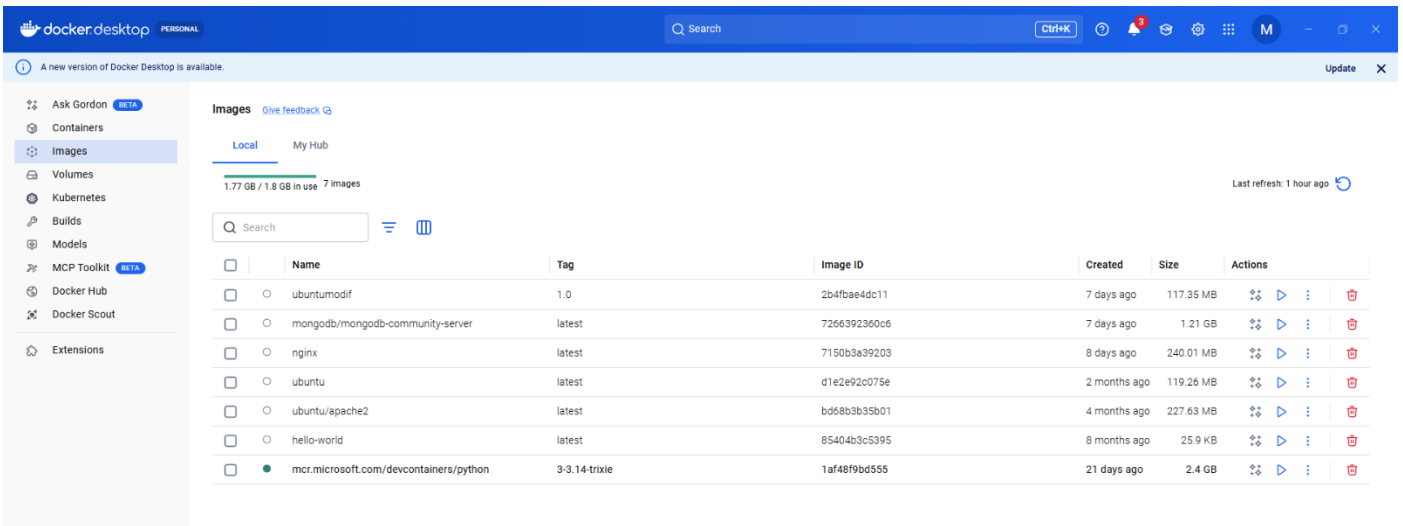 docker.desktop PERSONAL Search Ctrl+K 3 M
A new version of Docker Desktop is available. Update
Ask Gordon BETA
Containers
Images
Volumes
Kubernetes
Builds
Models
MCP Toolkit BETA
Docker Hub
Docker Scout
Extensions
Images Give feedback
Local My Hub
1.77 GB / 1.8 GB in use 7 images Last refresh: 1 hour ago
Search
Name Tag Image ID Created Size Actions
ubuntumodif 1.0 2b4fbae4dc11 7 days ago 117.35 MB
mongodb/mongodb-community-server latest 7266392360c6 7 days ago 1.21 GB
nginx latest 7150b3a39203 8 days ago 240.01 MB
ubuntu latest d1e2e92c075e 2 months ago 119.26 MB
ubuntu/apache2 latest bd68b3b35b01 4 months ago 227.63 MB
hello-world latest 85404b3c5395 8 months ago 25.9 KB
mcr.microsoft.com/devcontainers/python 3-3.14-trixie 1af48f9bd555 21 days ago 2.4 GB